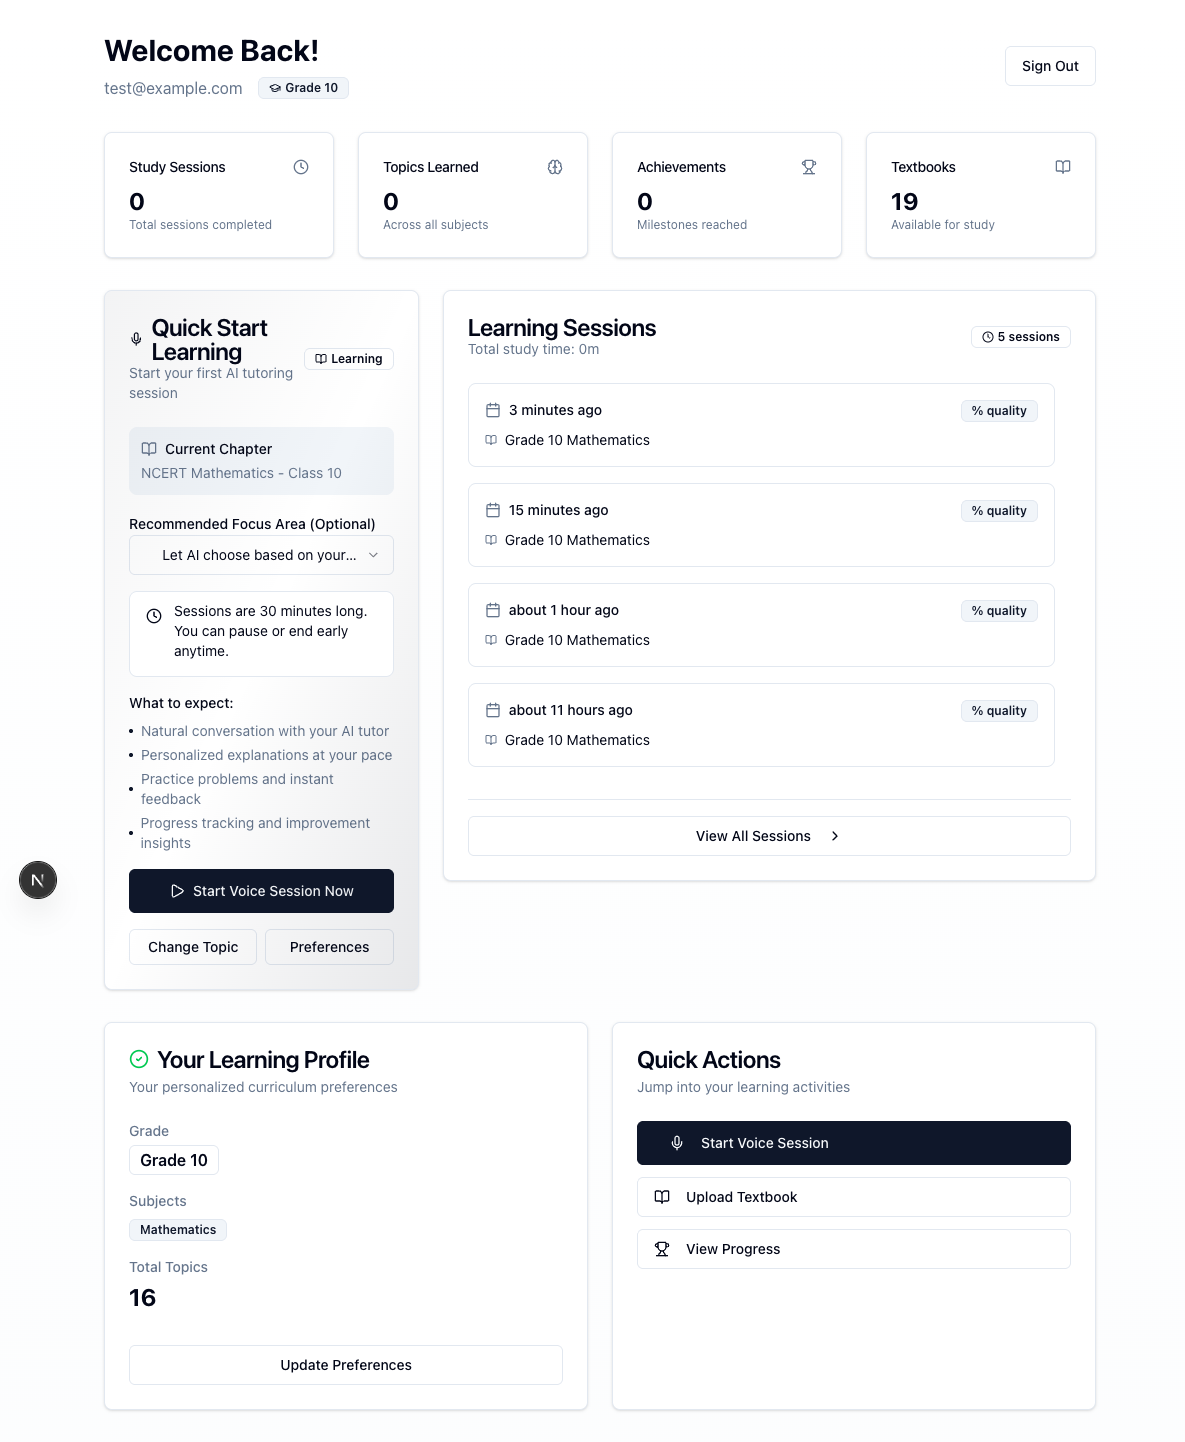 Welcome Back!
test@example.com Grade 10
Sign Out
Study Sessions
0
Total sessions completed
Topics Learned
0
Across all subjects
Achievements
0
Milestones reached
Textbooks
19
Available for study
Quick Start
Learning
Start your first AI tutoring
session
Learning
Current Chapter
NCERT Mathematics - Class 10
Recommended Focus Area (Optional)
Let AI choose based on your...
Sessions are 30 minutes long.
You can pause or end early
anytime.
What to expect:
• Natural conversation with your AI tutor
• Personalized explanations at your pace
• Practice problems and instant
feedback
• Progress tracking and improvement
insights
Start Voice Session Now
Change Topic
Preferences
Learning Sessions
Total study time: 0m
5 sessions
3 minutes ago
% quality
Grade 10 Mathematics
15 minutes ago
% quality
Grade 10 Mathematics
about 1 hour ago
% quality
Grade 10 Mathematics
about 11 hours ago
% quality
Grade 10 Mathematics
View All Sessions
N
Your Learning Profile
Your personalized curriculum preferences
Grade
Grade 10
Subjects
Mathematics
Total Topics
16
Update Preferences
Quick Actions
Jump into your learning activities
Start Voice Session
Upload Textbook
View Progress